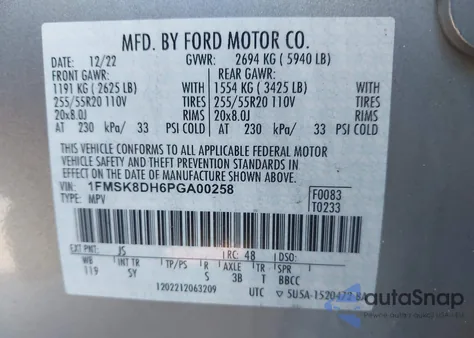 MFD. BY FORD MOTOR CO.
DATE: 12/22 GVWR: 2694 KG ( 5940 LB)
FRONT GAWR: REAR GAWR:
1191 KG ( 2625 LB) WITH 1554 KG ( 3425 LB) WITH
255/55R20 110V TIRES 255/55R20 110V TIRES
20x8.0J RIMS 20x8.0J RIMS
AT 230 kPa/ 33 PSI COLD AT 230 kPa/ 33 PSI COLD
THIS VEHICLE CONFORMS TO ALL APPLICABLE FEDERAL MOTOR
VEHICLE SAFETY AND THEFT PREVENTION STANDARDS IN EFFECT
ON THE DATE OF MANUFACTURE SHOWN ABOVE.
VIN: 1FMSK8DH6PGA00258 F0083
TYPE: MPV T0233
EXT PNT: JS RC: 48 DSO:
WB INT TR TP/PS R AXLE TR SPR
119 SY S 3B T BBCC
1202212063209 UTC SU5A-1520472-BA
autoSnap